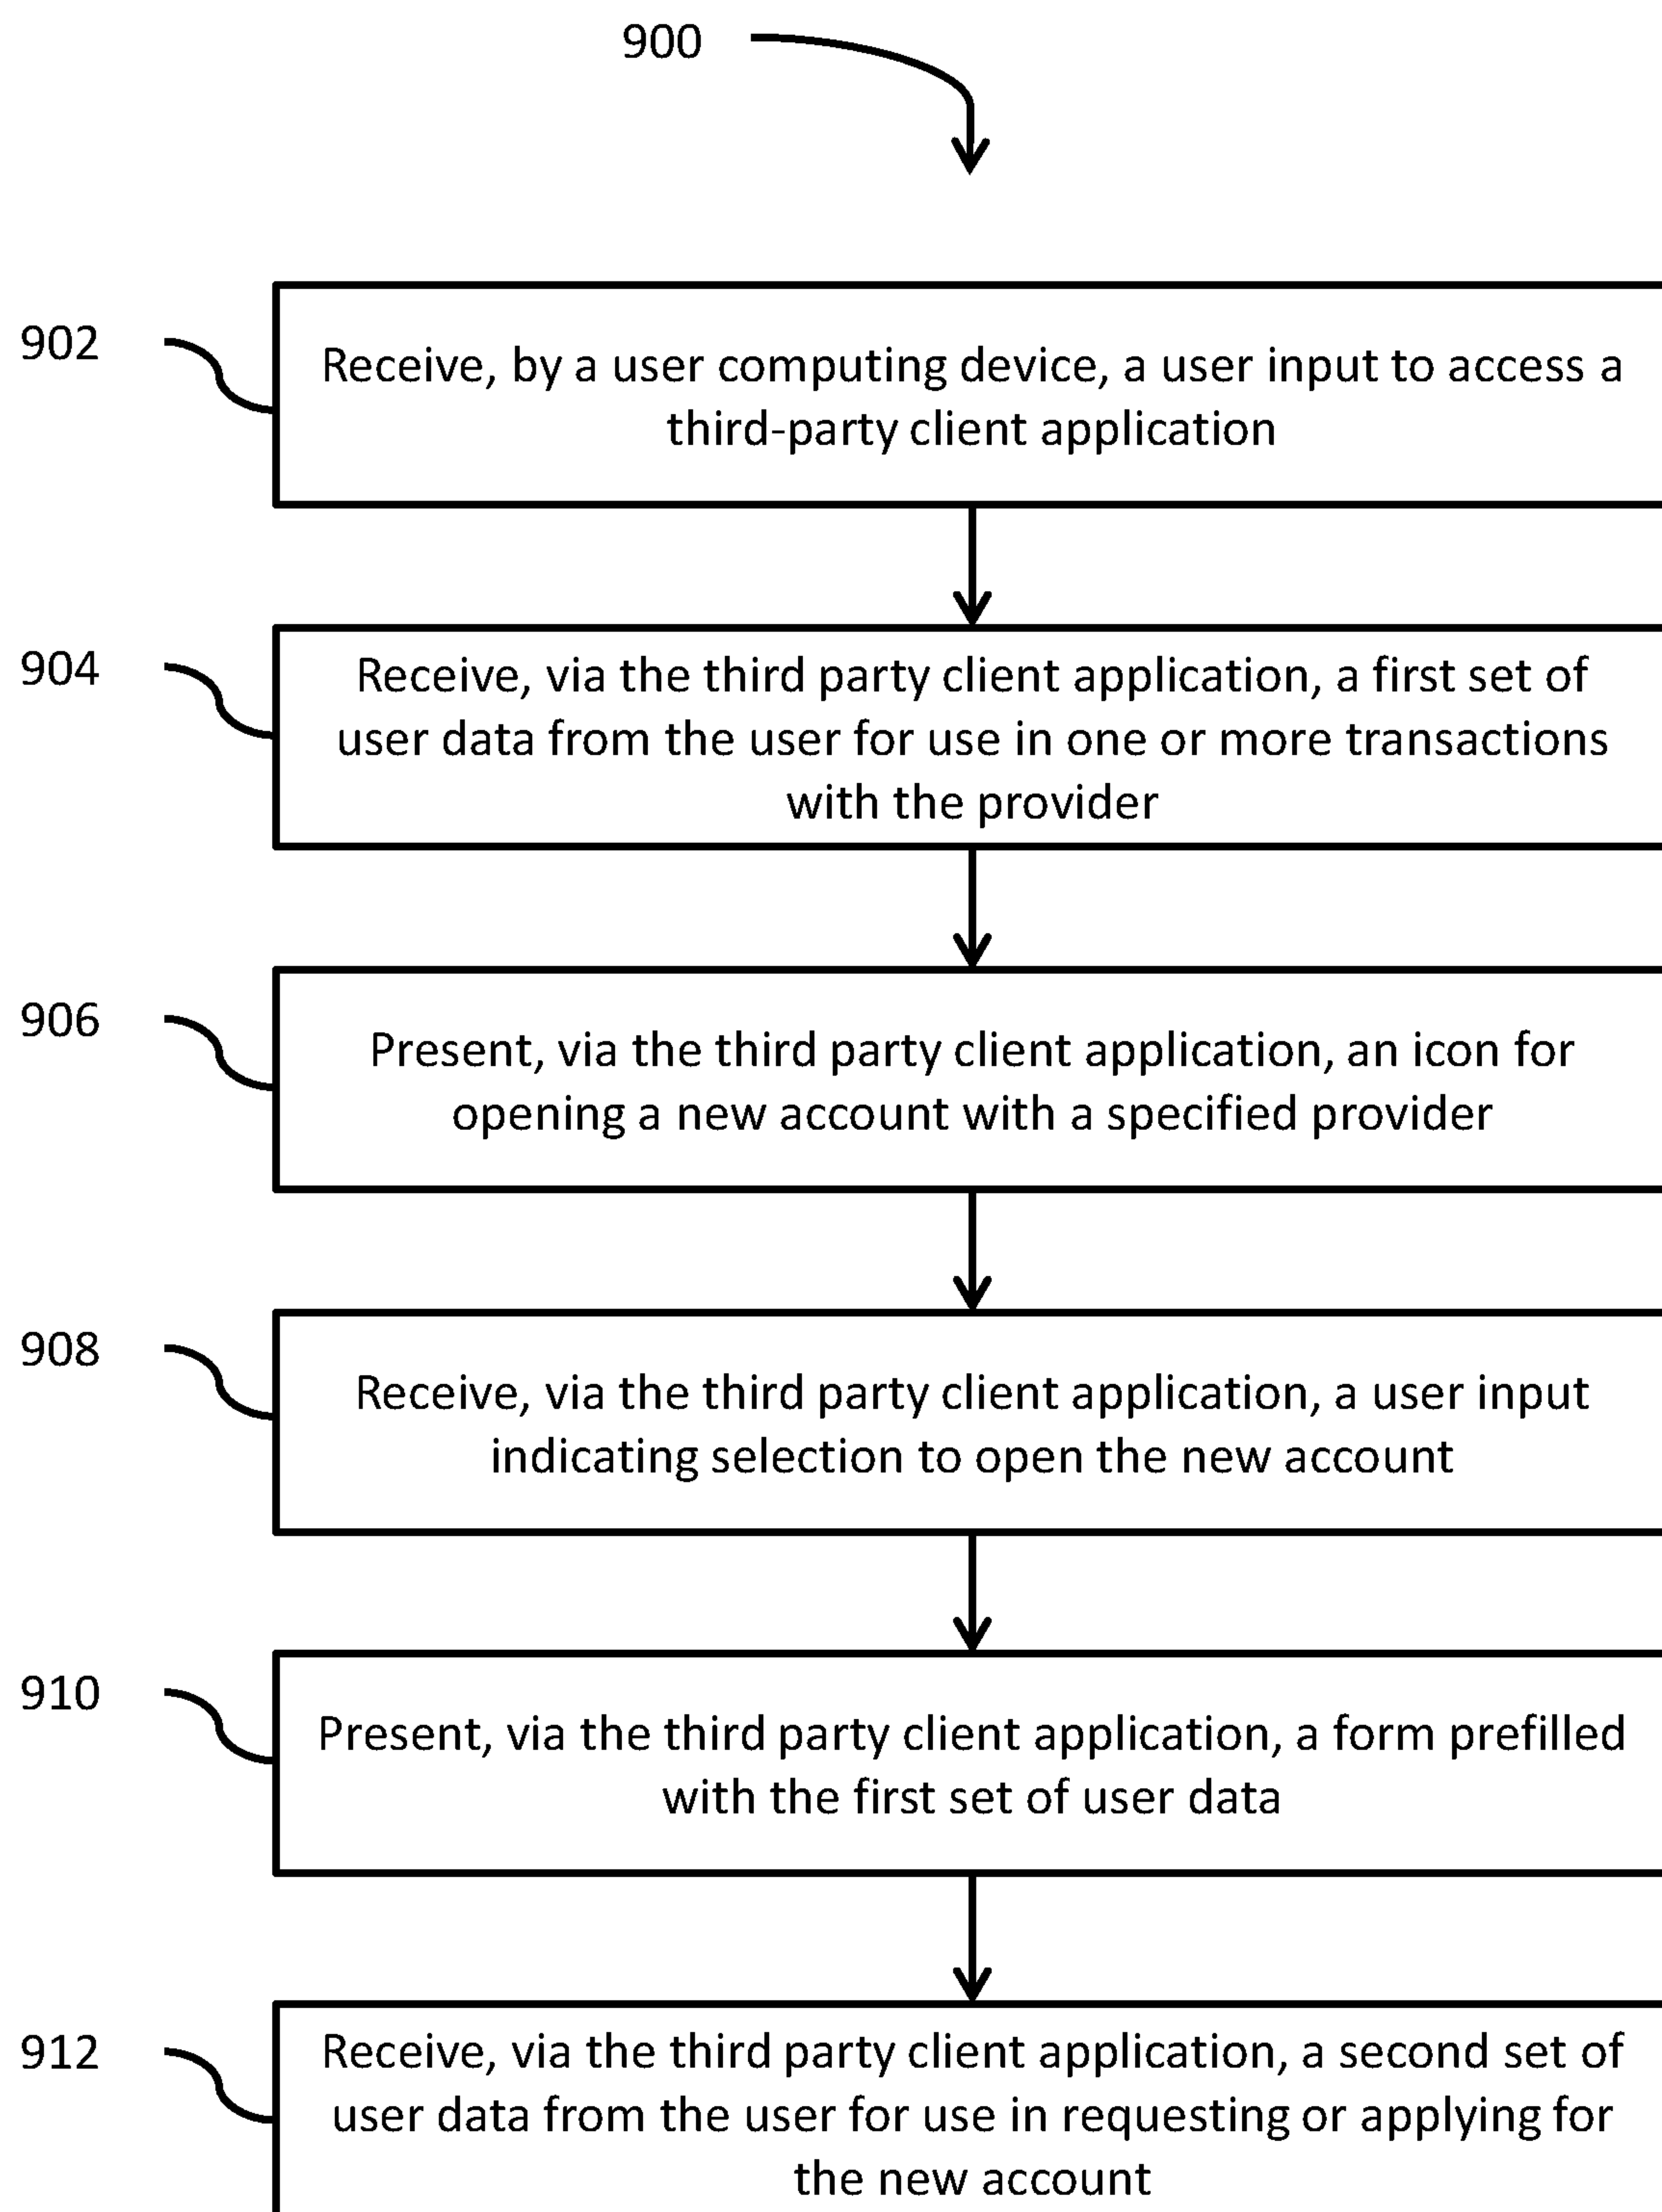 900
902
Receive, by a user computing device, a user input to access a
third-party client application
904
Receive, via the third party client application, a first set of
user data from the user for use in one or more transactions
with the provider
906
Present, via the third party client application, an icon for
opening a new account with a specified provider
908
Receive, via the third party client application, a user input
indicating selection to open the new account
910
Present, via the third party client application, a form prefilled
with the first set of user data
912
Receive, via the third party client application, a second set of
user data from the user for use in requesting or applying for
the new account